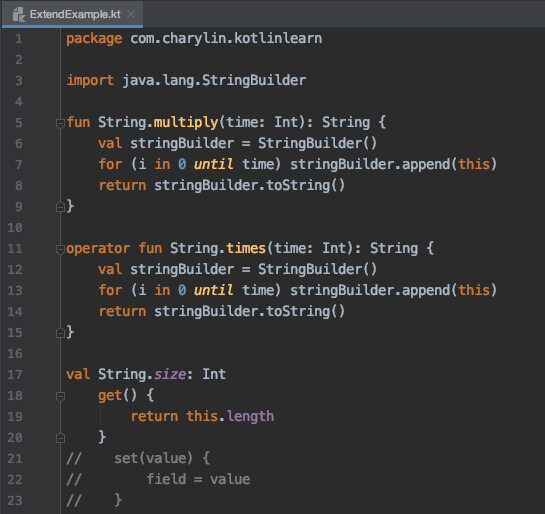 ExtendExample.kt
1 package com.charylin.kotlinlearn
2
3 import java.lang.StringBuilder
4
5 fun String.multiply(time: Int): String {
6     val stringBuilder = StringBuilder()
7     for (i in 0 until time) stringBuilder.append(this)
8     return stringBuilder.toString()
9 }
10
11 operator fun String.times(time: Int): String {
12     val stringBuilder = StringBuilder()
13     for (i in 0 until time) stringBuilder.append(this)
14     return stringBuilder.toString()
15 }
16
17 val String.size: Int
18     get() {
19         return this.length
20     }
21 //    set(value) {
22 //        field = value
23 //    }